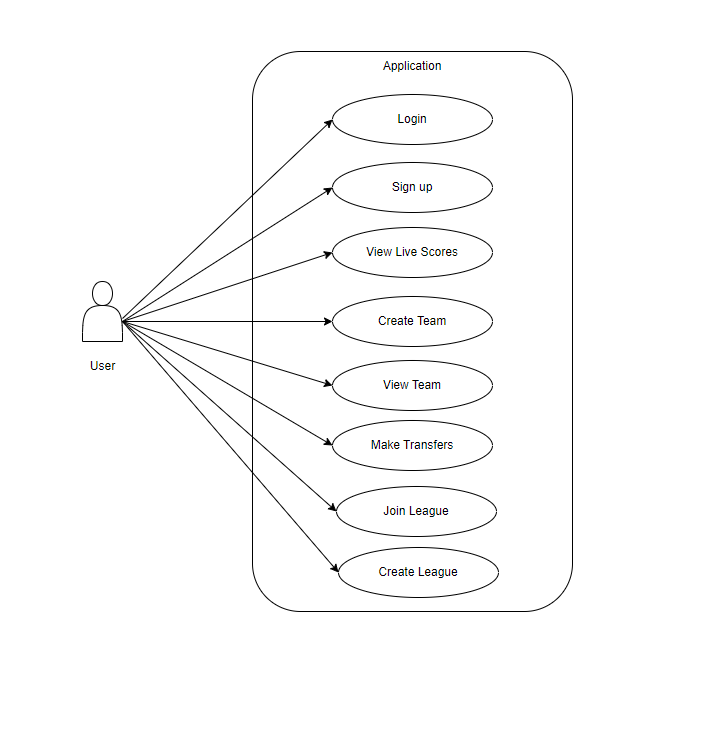 Application
Login
Sign up
View Live Scores
Create Team
User
View Team
Make Transfers
Join League
Create League